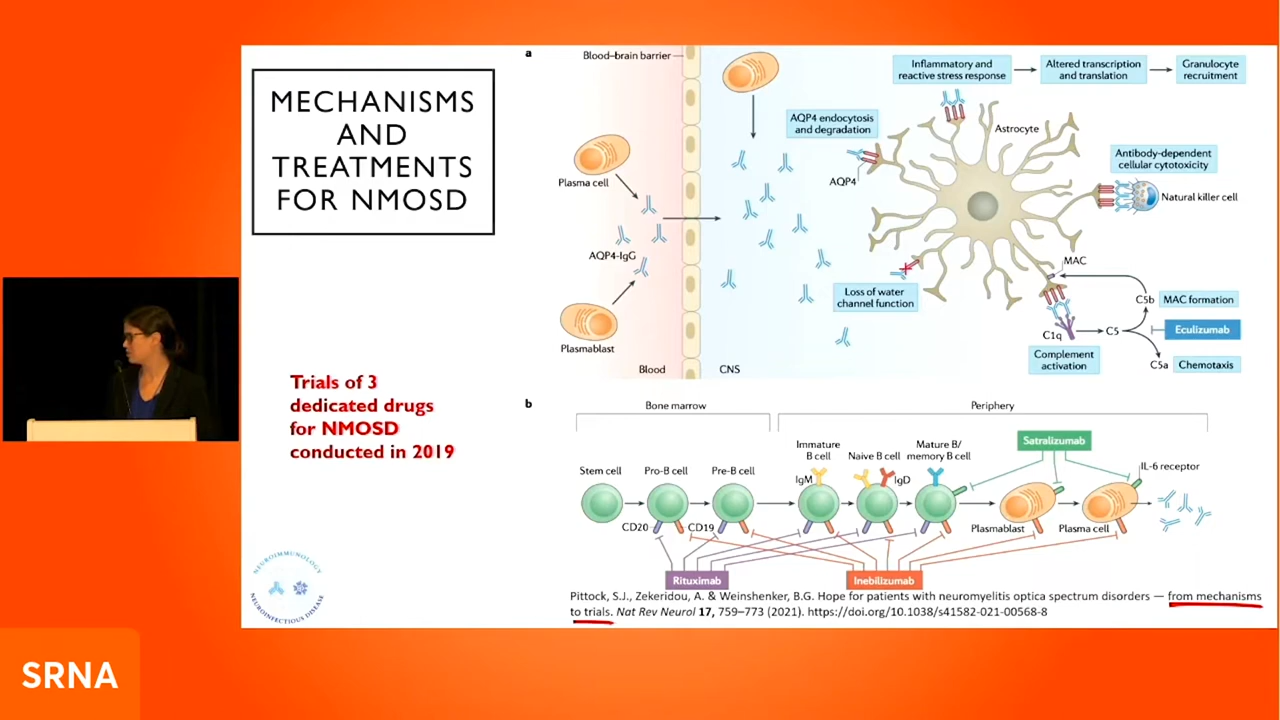 MECHANISMS
AND
TREATMENTS
FOR NMOSD
Trials of 3
dedicated drugs
for NMOSD
conducted in 2019
NEUROIMMUNOLOGY
NEUROINFECTIOUS DISEASE
SRNA
a
Blood–brain barrier
Plasma cell
AQP4-IgG
Plasmablast
Blood
CNS
Inflammatory and
reactive stress response
Altered transcription
and translation
Granulocyte
recruitment
AQP4 endocytosis
and degradation
AQP4
Astrocyte
Antibody-dependent
cellular cytotoxicity
Natural killer cell
Loss of water
channel function
MAC
C5b
MAC formation
C1q
C5
Eculizumab
Complement
activation
C5a
Chemotaxis
b
Bone marrow
Periphery
Stem cell
Pro-B cell
Pre-B cell
Immature
B cell
Naive B cell
Mature B/
memory B cell
Satralizumab
IL-6 receptor
IgM
IgD
CD20
CD19
Plasmablast
Plasma cell
Rituximab
Inebilizumab
Pittock, S.J., Zekeridou, A. & Weinshenker, B.G. Hope for patients with neuromyelitis optica spectrum disorders — from mechanisms
to trials. Nat Rev Neurol 17, 759–773 (2021). https://doi.org/10.1038/s41582-021-00568-8